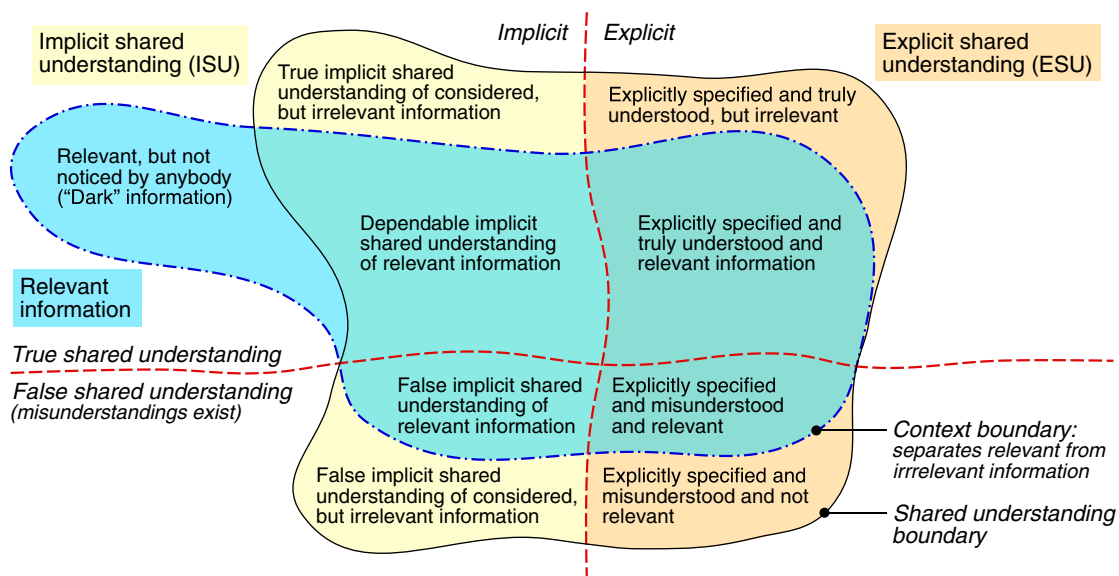 Implicit shared
understanding (ISU)
Implicit
Explicit
Explicit shared
understanding (ESU)
True implicit shared
understanding of considered,
but irrelevant information
Explicitly specified and truly
understood, but irrelevant
Relevant, but not
noticed by anybody
(“Dark” information)
Dependable implicit
shared understanding
of relevant information
Explicitly specified and
truly understood and
relevant information
Relevant
information
True shared understanding
False shared understanding
(misunderstandings exist)
False implicit shared
understanding of
relevant information
Explicitly specified
and misunderstood
and relevant
Context boundary:
separates relevant from
irrrelevant information
False implicit shared
understanding of considered,
but irrelevant information
Explicitly specified and
misunderstood and not
relevant
Shared understanding
boundary